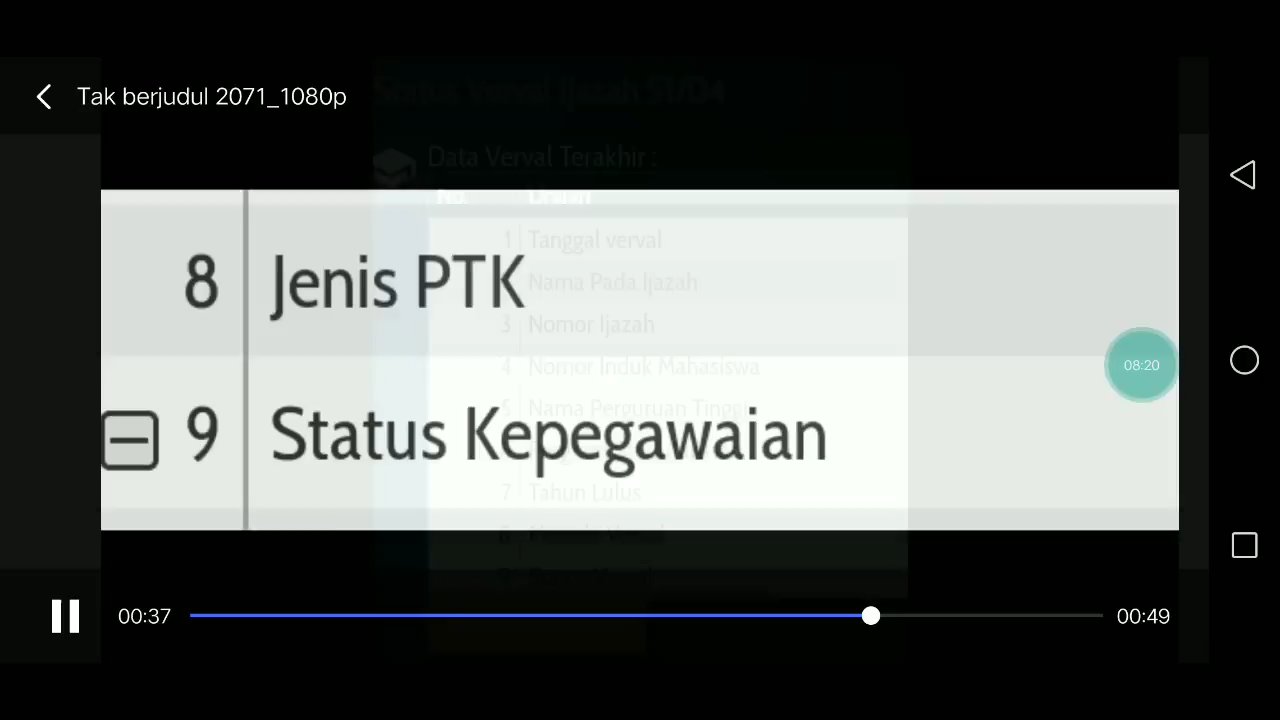 Tak berjudul 2071_1080p
Status Verval Ijazah S1/D4
Data Verval Terakhir :
No. Uraian
8 Jenis PTK
9 Status Kepegawaian
1 Tanggal verval
Nama Pada Ijazah
3 Nomor Ijazah
4 Nomor Induk Mahasiswa
5 Nama Perguruan Tinggi
7 Tahun Lulus
08:20
00:37
00:49